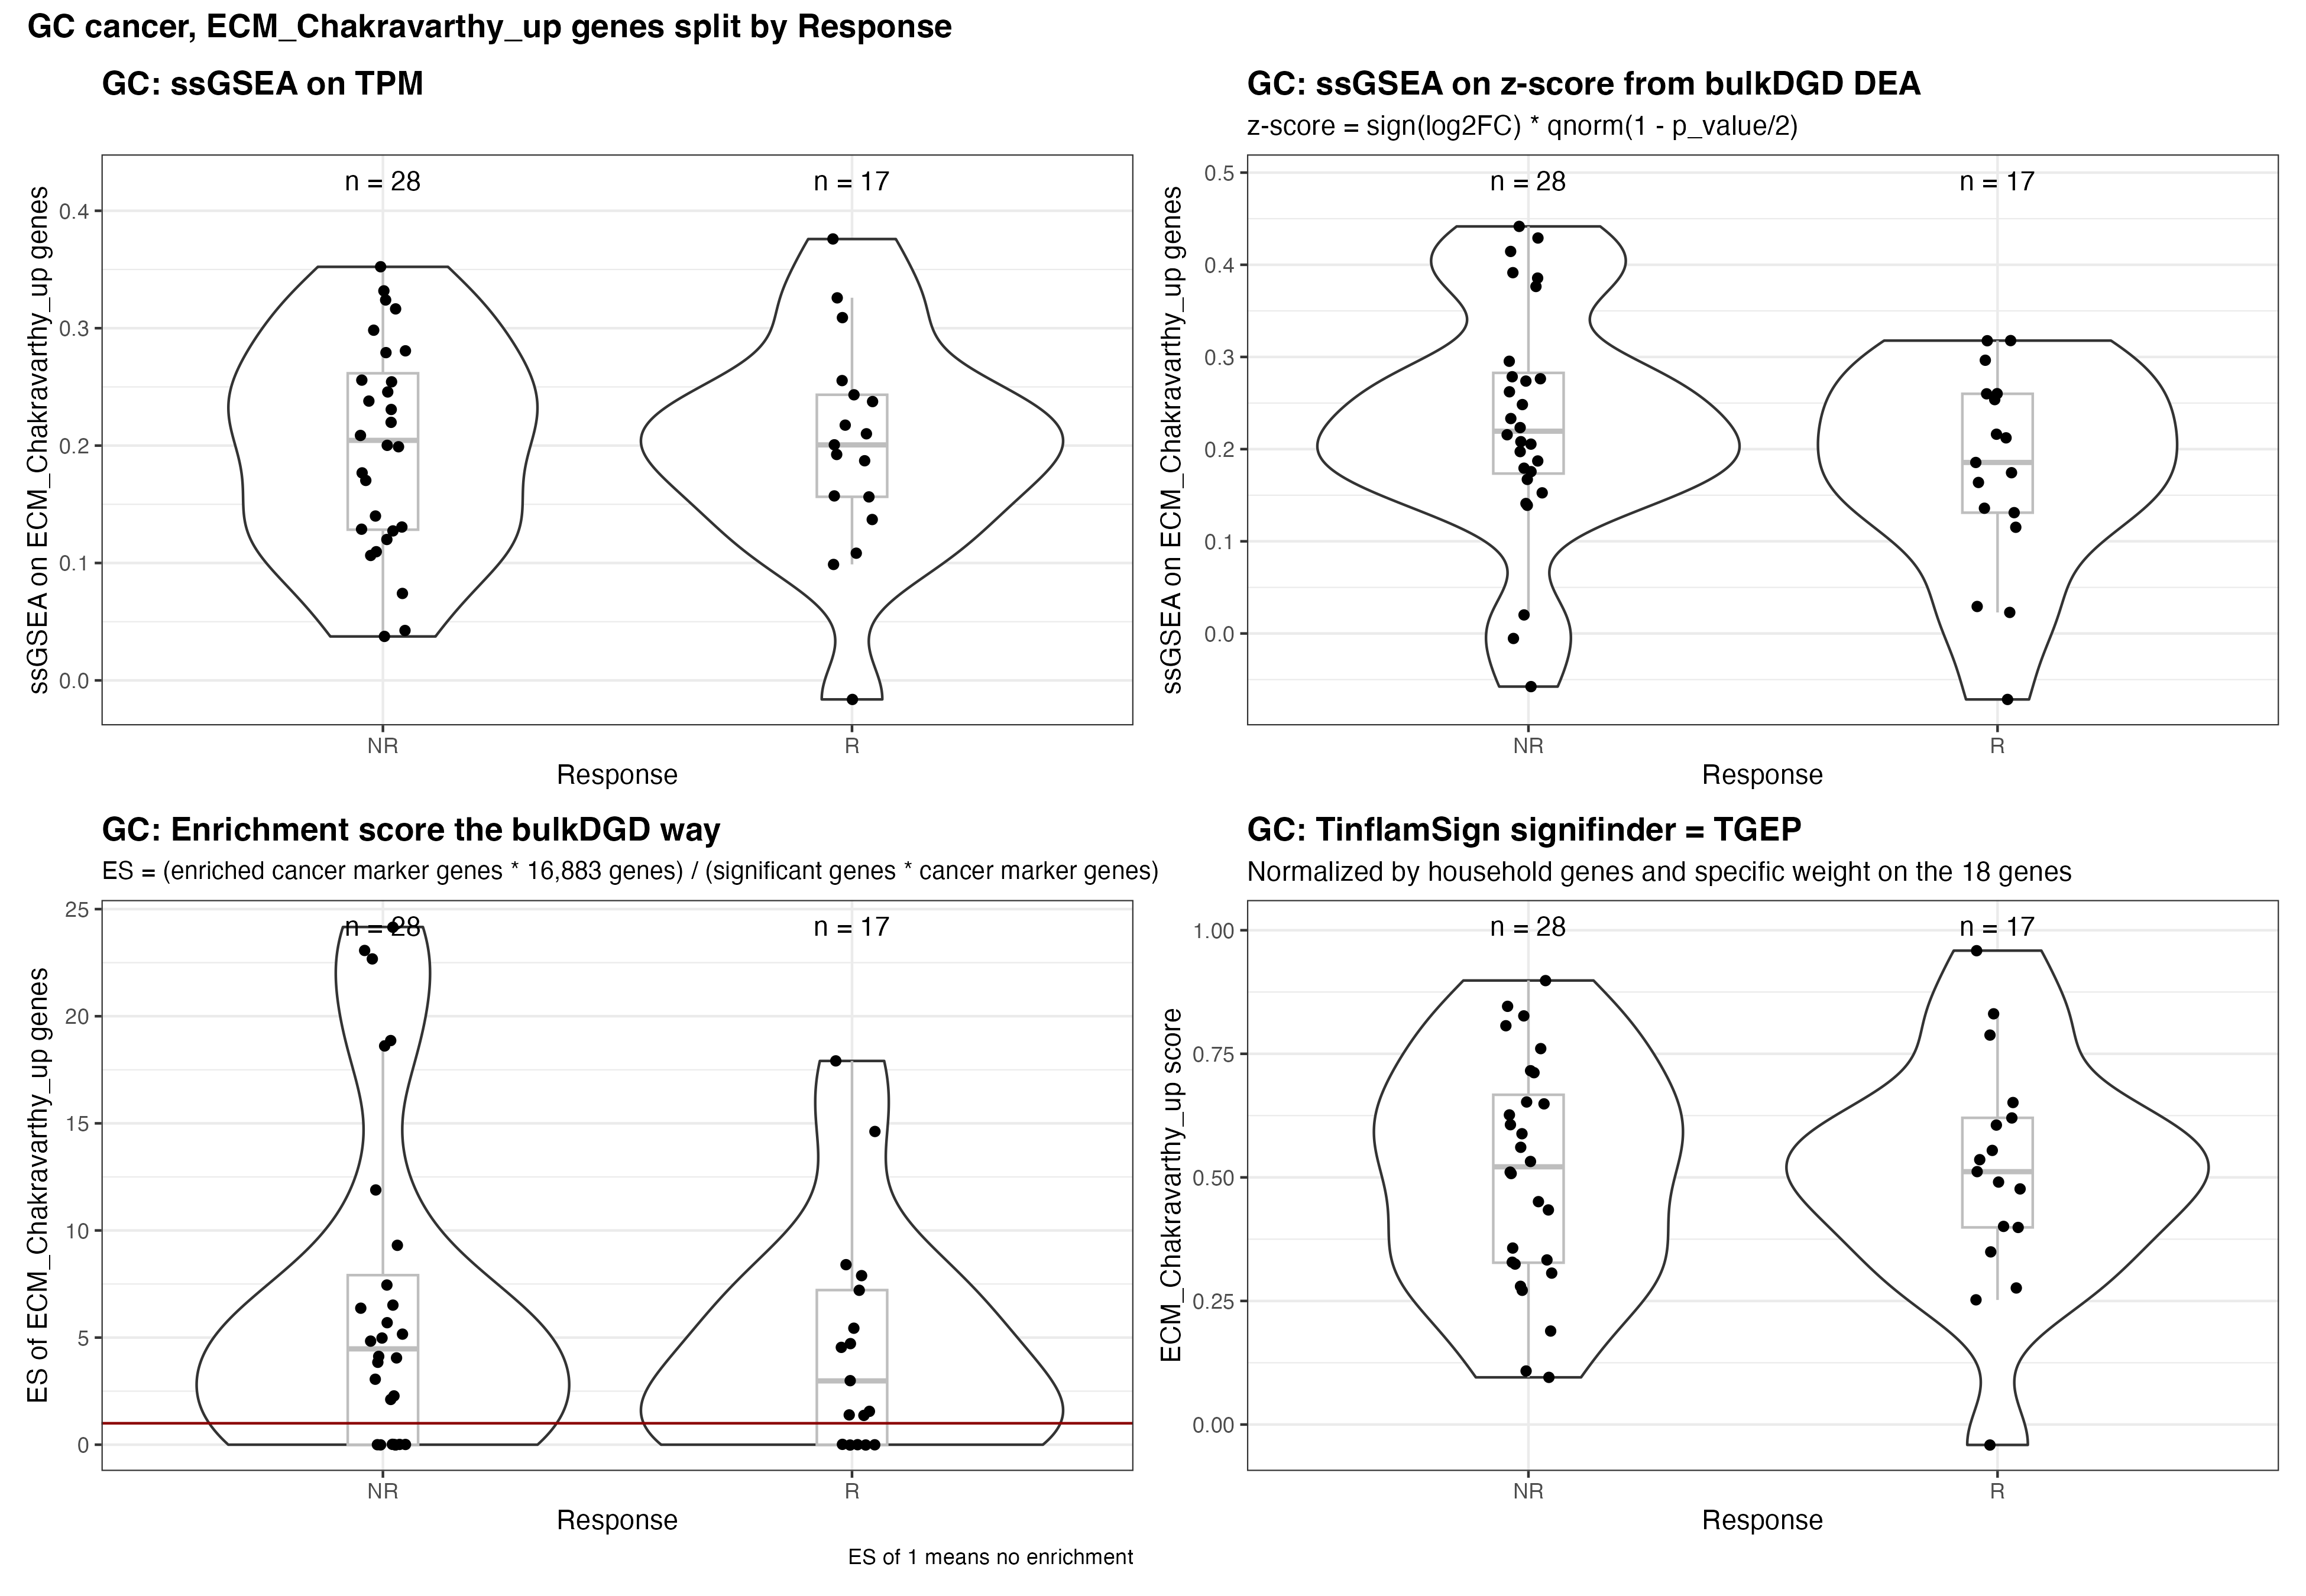 GC cancer, ECM_Chakravarthy_up genes split by Response
GC: ssGSEA on TPM
ssGSEA on ECM_Chakravarthy_up genes
0.4
0.3
0.2
0.1
0.0
n = 28
n = 17
NR
R
Response
GC: ssGSEA on z-score from bulkDGD DEA
z-score = sign(log2FC) * qnorm(1 - p_value/2)
ssGSEA on ECM_Chakravarthy_up genes
0.5
0.4
0.3
0.2
0.1
0.0
n = 28
n = 17
NR
R
Response
GC: Enrichment score the bulkDGD way
ES = (enriched cancer marker genes * 16,883 genes) / (significant genes * cancer marker genes)
ES of ECM_Chakravarthy_up genes
25
20
15
10
5
0
n = 28
n = 17
NR
R
Response
ES of 1 means no enrichment
GC: TinflamSign signifinder = TGEP
Normalized by household genes and specific weight on the 18 genes
ECM_Chakravarthy_up score
1.00
0.75
0.50
0.25
0.00
n = 28
n = 17
NR
R
Response